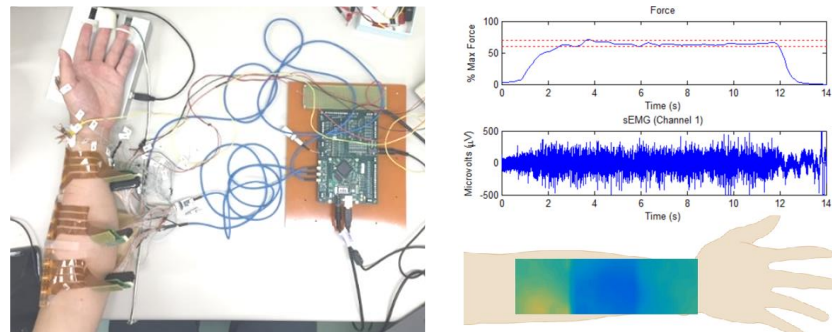 Force
100
50
0
% Max Force
0 2 4 6 8 10 12 14
Time (s)
sEMG (Channel 1)
500
0
-500
Microvolts (μV)
0 2 4 6 8 10 12 14
Time (s)